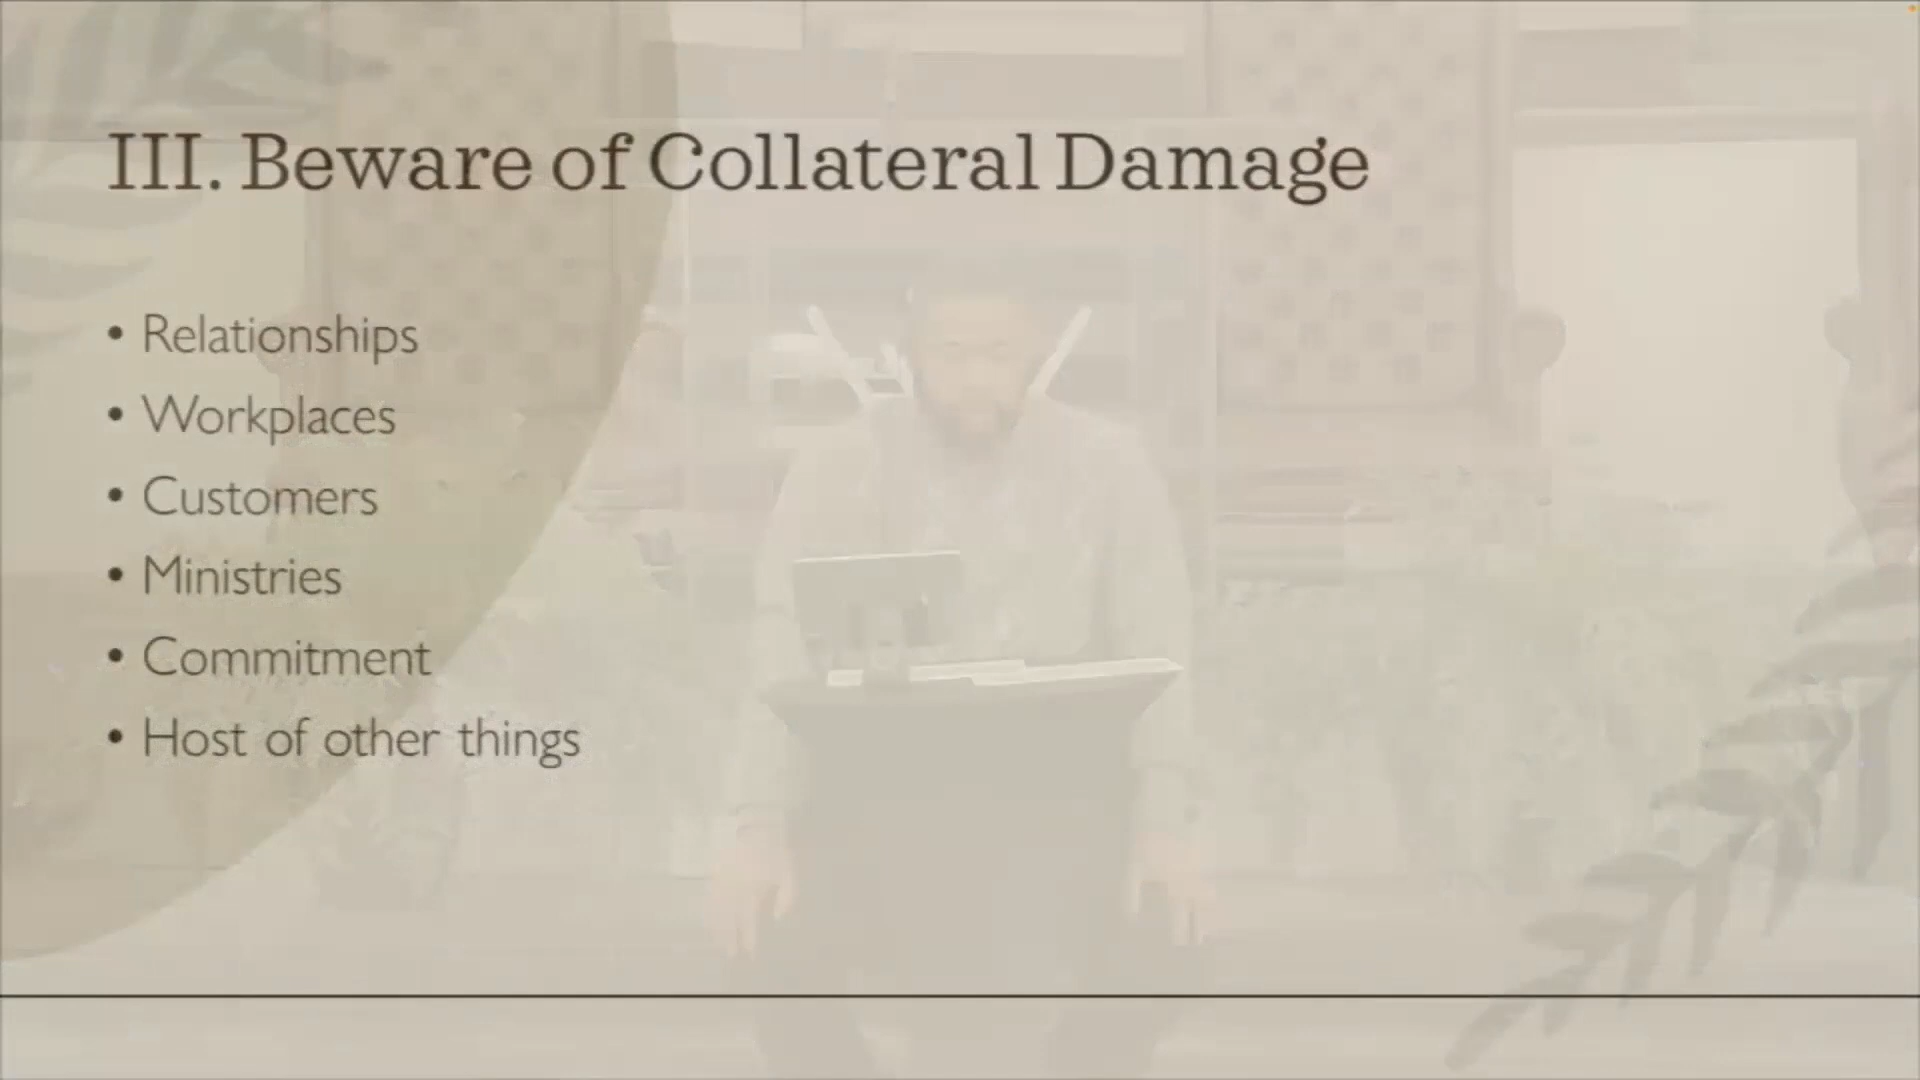 III. Beware of Collateral Damage
• Relationships
• Workplaces
• Customers
• Ministries
• Commitment
• Host of other things